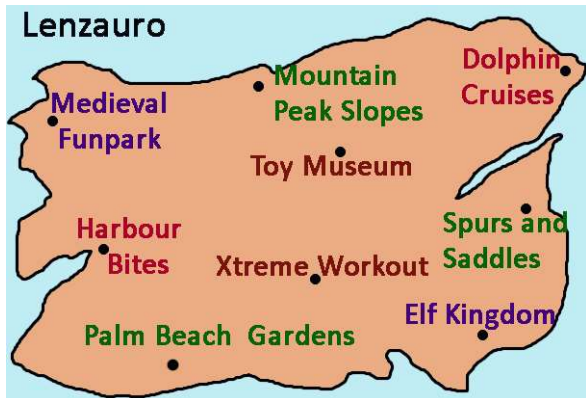 Lenzauro
Dolphin
Cruises
Mountain
Peak Slopes
Medieval
Funpark
Toy Museum
Spurs and
Saddles
Harbour
Bites
Xtreme Workout
Elf Kingdom
Palm Beach Gardens